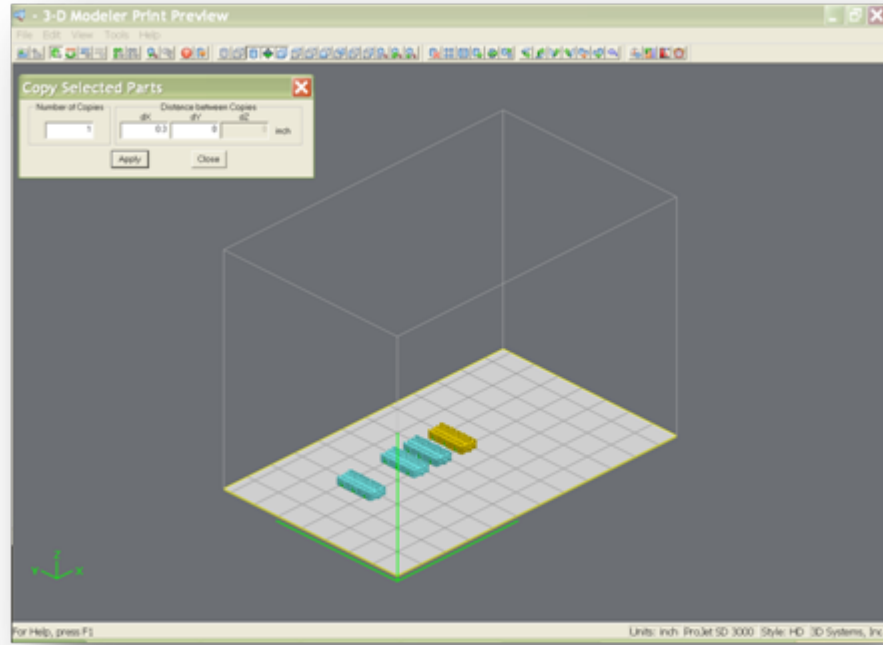 - 3-D Modeler Print Preview
File Edit View Tools Help
Copy Selected Parts
Number of Copies
Distance between Copies
dX dY dZ
1 0.3 0 inch
Apply Close
Z
Y X
For Help, press F1
Units: inch ProJet SD 3000 Style: HD 3D Systems, Inc